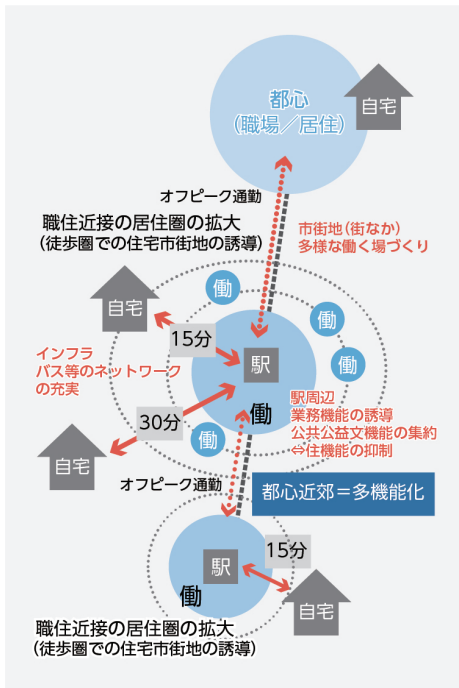 都心
(職場／居住)
自宅
オフピーク通勤
職住近接の居住圏の拡大
(徒歩圏での住宅市街地の誘導)
市街地(街なか)
多様な働く場づくり
自宅
働
働
働
15分
駅
インフラ
バス等のネットワーク
の充実
駅周辺
業務機能の誘導
公共公益文機能の集約
⇔住機能の抑制
働
30分
働
自宅
オフピーク通勤
都心近郊＝多機能化
15分
駅
働
自宅
職住近接の居住圏の拡大
(徒歩圏での住宅市街地の誘導)